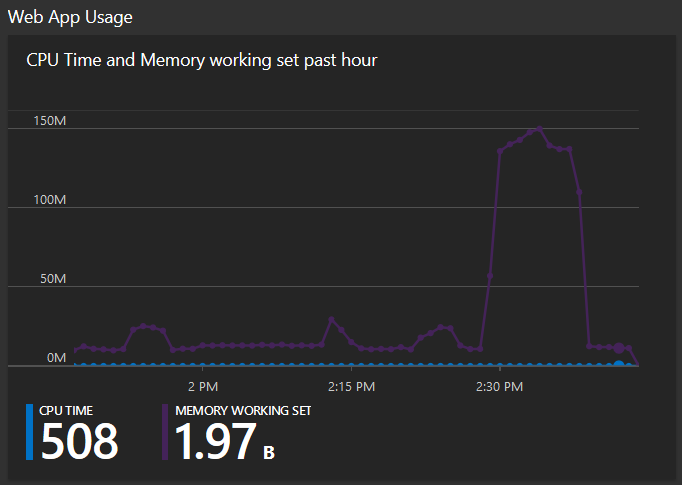 Web App Usage
CPU Time and Memory working set past hour
150M
100M
50M
0M
2 PM 2:15 PM 2:30 PM
CPU TIME MEMORY WORKING SET
508 1.97 B